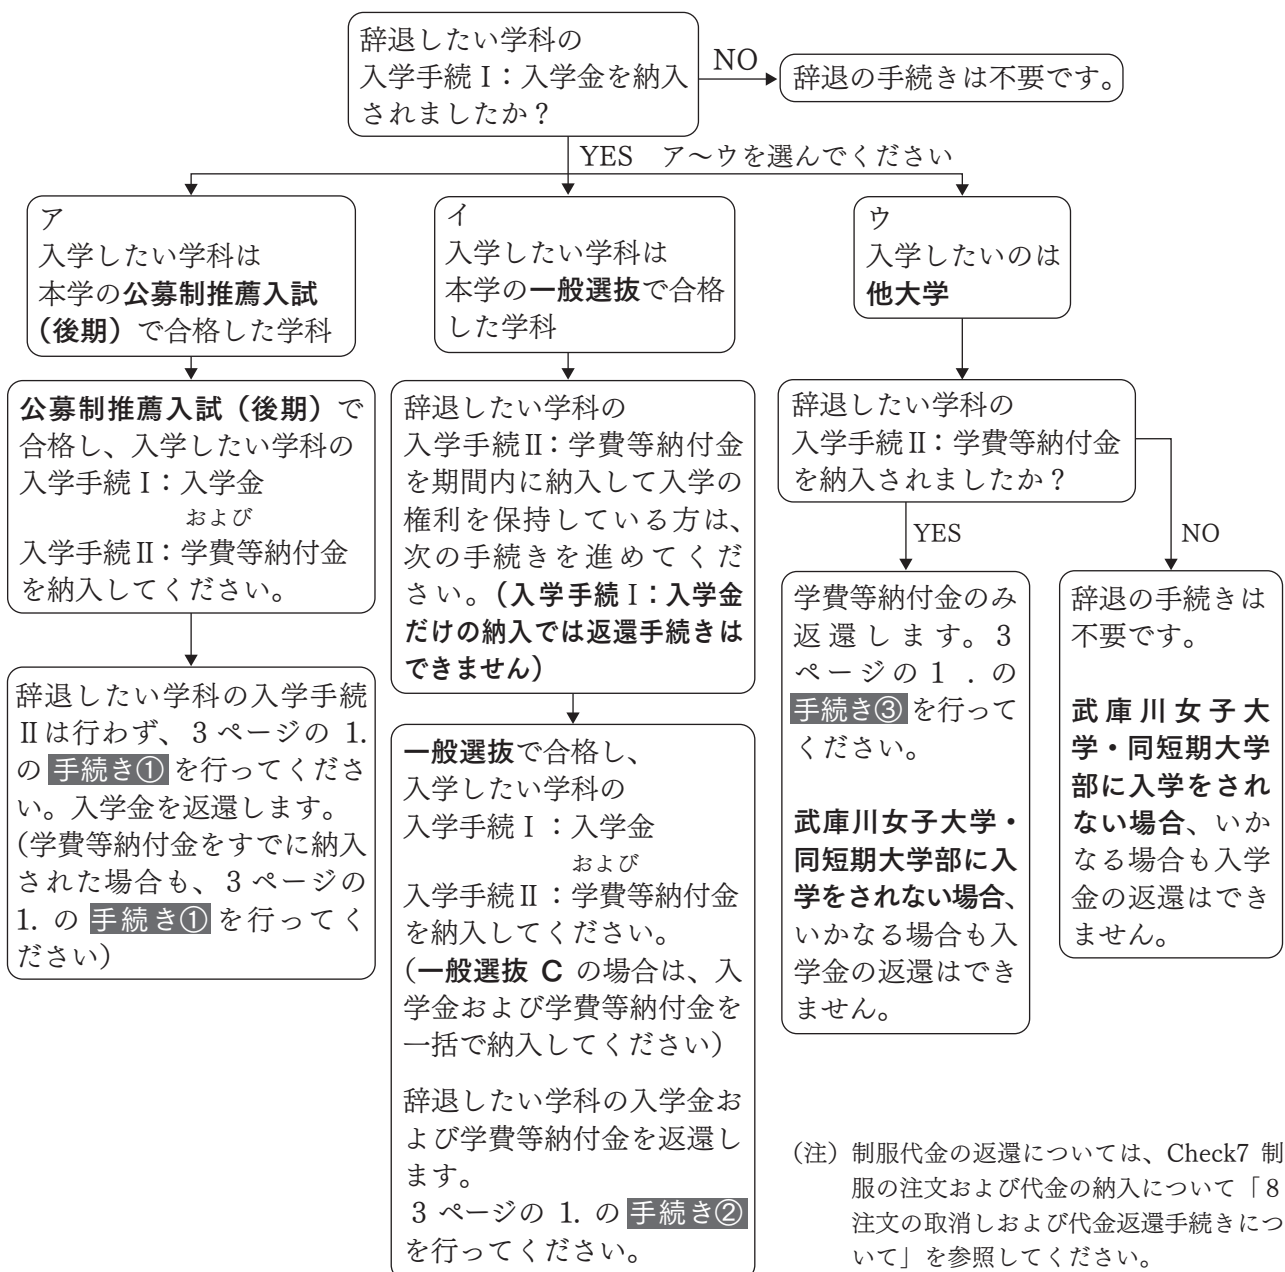 辞退したい学科の
入学手続Ⅰ：入学金を納入
されましたか？
NO
辞退の手続きは不要です。
YES　ア～ウを選んでください
ア
入学したい学科は
本学の公募制推薦入試
（後期）で合格した学科
公募制推薦入試（後期）で
合格し、入学したい学科の
入学手続Ⅰ：入学金
および
入学手続Ⅱ：学費等納付金
を納入してください。
辞退したい学科の入学手続
Ⅱは行わず、3 ページの 1.
の 手続き① を行ってくださ
い。入学金を返還します。
(学費等納付金をすでに納入
された場合も、3 ページの
1. の 手続き① を行ってく
ださい)
イ
入学したい学科は
本学の一般選抜で合格
した学科
辞退したい学科の
入学手続Ⅱ：学費等納付金
を期間内に納入して入学の
権利を保持している方は、
次の手続きを進めてくだ
さい。（入学手続Ⅰ：入学金
だけの納入では返還手続きは
できません）
一般選抜で合格し、
入学したい学科の
入学手続Ⅰ：入学金
および
入学手続Ⅱ：学費等納付金
を納入してください。
(一般選抜 C の場合は、入
学金および学費等納付金を
一括で納入してください)
辞退したい学科の入学金お
よび学費等納付金を返還し
ます。
3 ページの 1. の 手続き②
を行ってください。
ウ
入学したいのは
他大学
辞退したい学科の
入学手続Ⅱ：学費等納付金
を納入されましたか？
YES
学費等納付金のみ
返還します。3
ページの1．の
手続き③ を行って
ください。
武庫川女子大学・
同短期大学部に入
学をされない場合、
いかなる場合も入
学金の返還はでき
ません。
NO
辞退の手続きは
不要です。
武庫川女子大
学・同短期大学
部に入学をされ
ない場合、いか
なる場合も入学
金の返還はでき
ません。
（注）制服代金の返還については、Check7 制
服の注文および代金の納入について「8
注文の取消しおよび代金返還手続きにつ
いて」を参照してください。